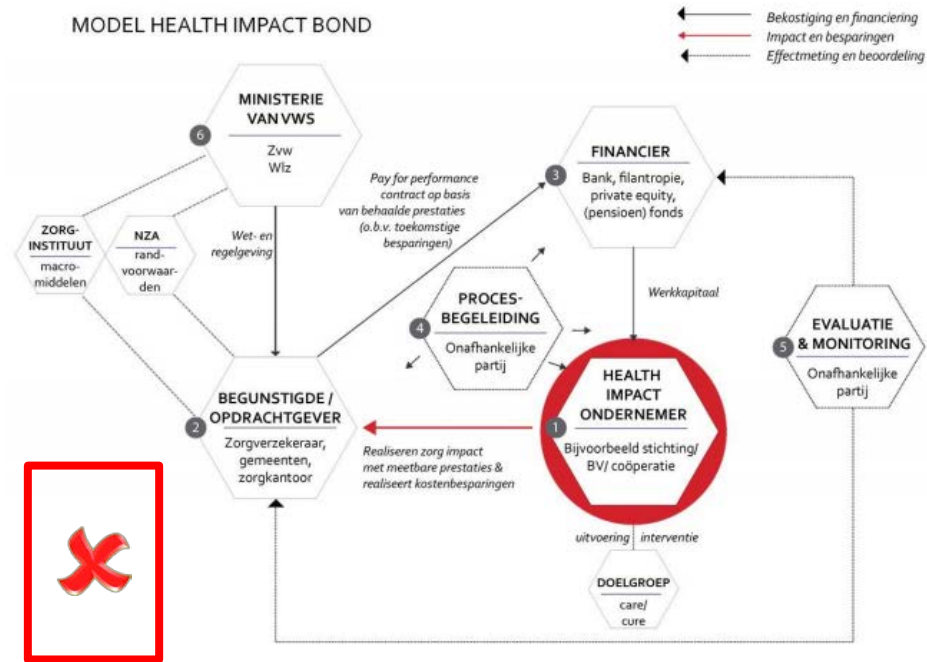 MODEL HEALTH IMPACT BOND
Bekostiging en financiering
Impact en besparingen
Effectmeting en beoordeling
6
MINISTERIE
VAN VWS
Zvw
Wlz
3
FINANCIER
Bank, filantropie,
private equity,
(pensioen) fonds
Pay for performance
contract op basis
van behaalde prestaties
(o.b.v. toekomstige
besparingen)
ZORG-
INSTITUUT
macro-
middelen
NZA
rand-
voorwaar-
den
Wet- en
regelgeving
Werkkapitaal
4
PROCES-
BEGELEIDING
Onafhankelijke
partij
5
EVALUATIE
& MONITORING
Onafhankelijke
partij
2
BEGUNSTIGDE /
OPDRACHTGEVER
Zorgverzekeraar,
gemeenten,
zorgkantoor
1
HEALTH
IMPACT
ONDERNEMER
Bijvoorbeeld stichting/
BV/ coöperatie
Realiseren zorg impact
met meetbare prestaties &
realiseert kostenbesparingen
uitvoering interventie
DOELGROEP
care/
cure